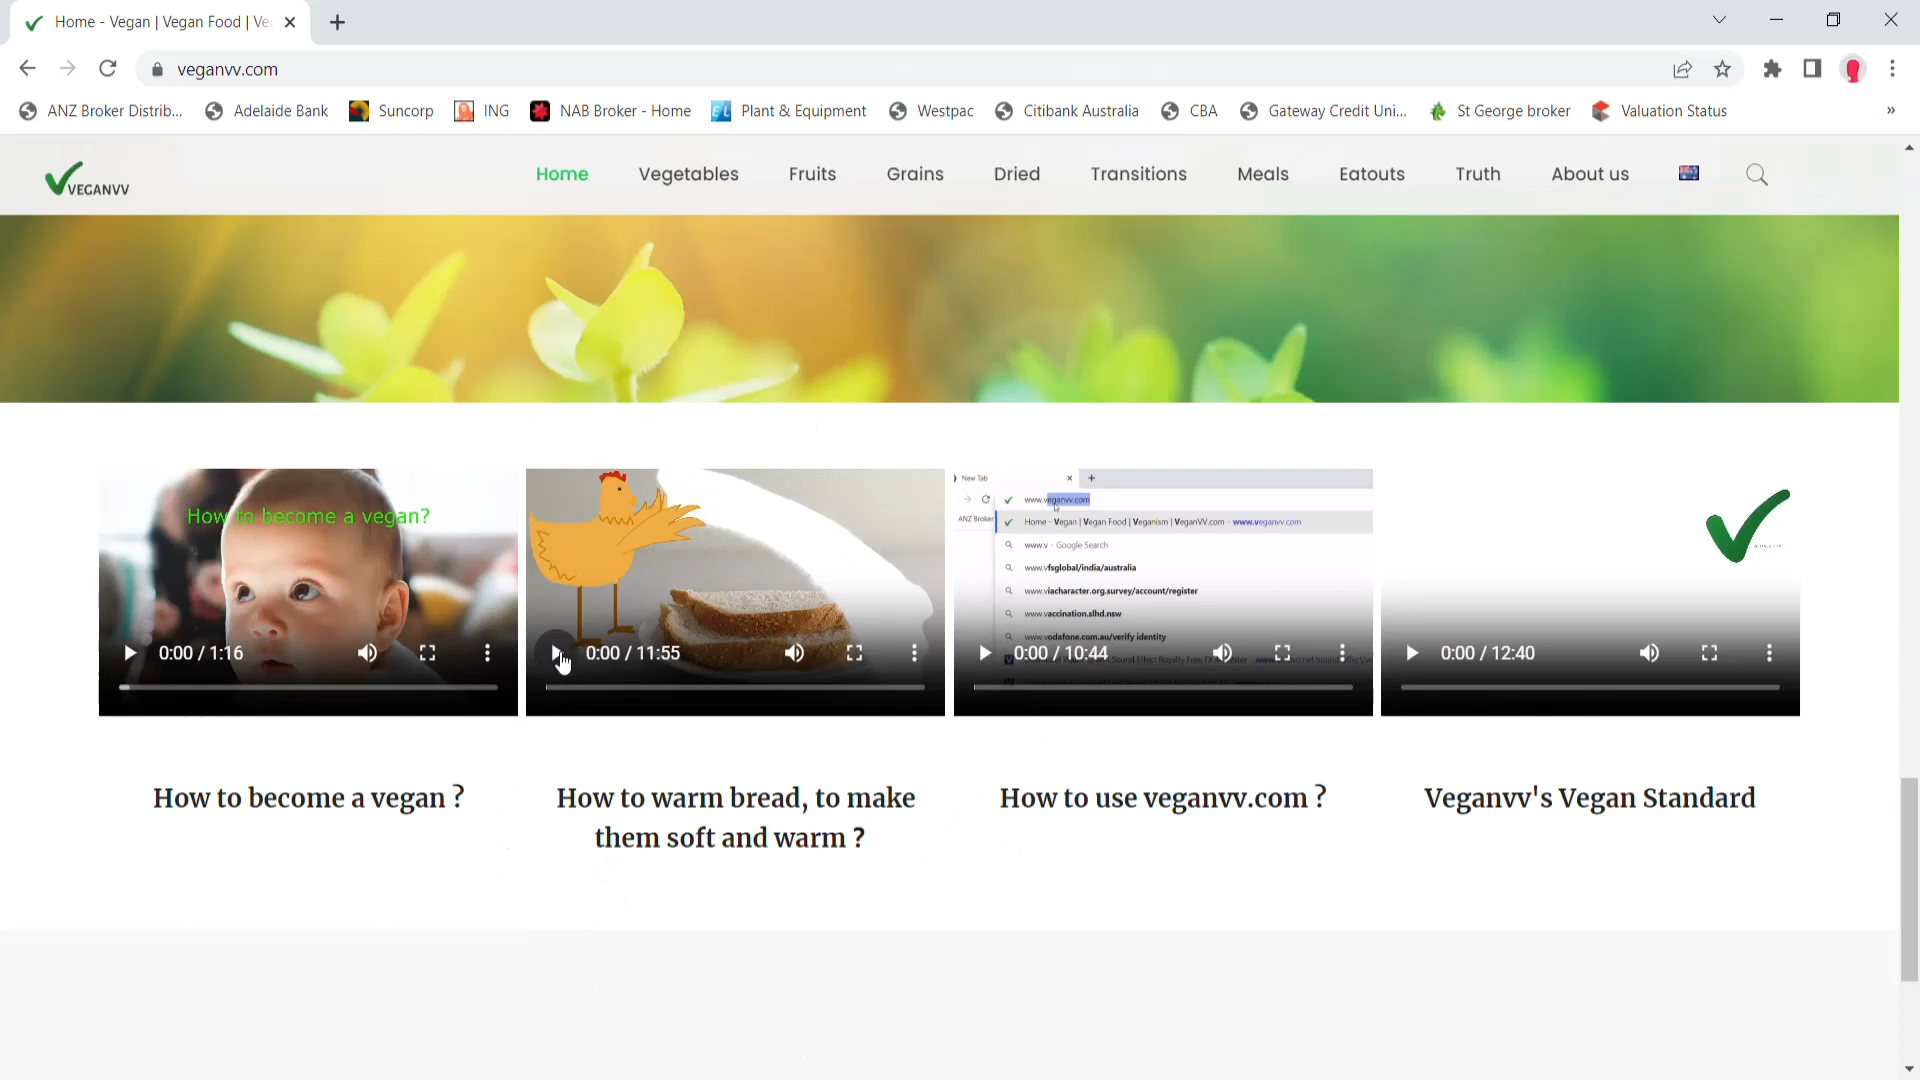 Home - Vegan | Vegan Food | Ve
veganvv.com
ANZ Broker Distrib...
Adelaide Bank
Suncorp
ING
NAB Broker - Home
Plant & Equipment
Westpac
Citibank Australia
CBA
Gateway Credit Uni...
St George broker
Valuation Status
»
VEGANVV
Home
Vegetables
Fruits
Grains
Dried
Transitions
Meals
Eatouts
Truth
About us
How to become a vegan?
0:00 / 1:16
0:00 / 11:55
New Tab
www.veganvv.com
ANZ Broker
Home - Vegan | Vegan Food | Veganism | VeganVV.com - www.veganvv.com
www.v - Google Search
www.vfsglobal/india/australia
www.viacharacter.org.survey/account/register
www.vaccination.slhd.nsw
www.vodafone.com.au/verify identity
0:00 / 10:44
0:00 / 12:40
How to become a vegan ?
How to warm bread, to make
them soft and warm ?
How to use veganvv.com ?
Veganvv's Vegan Standard